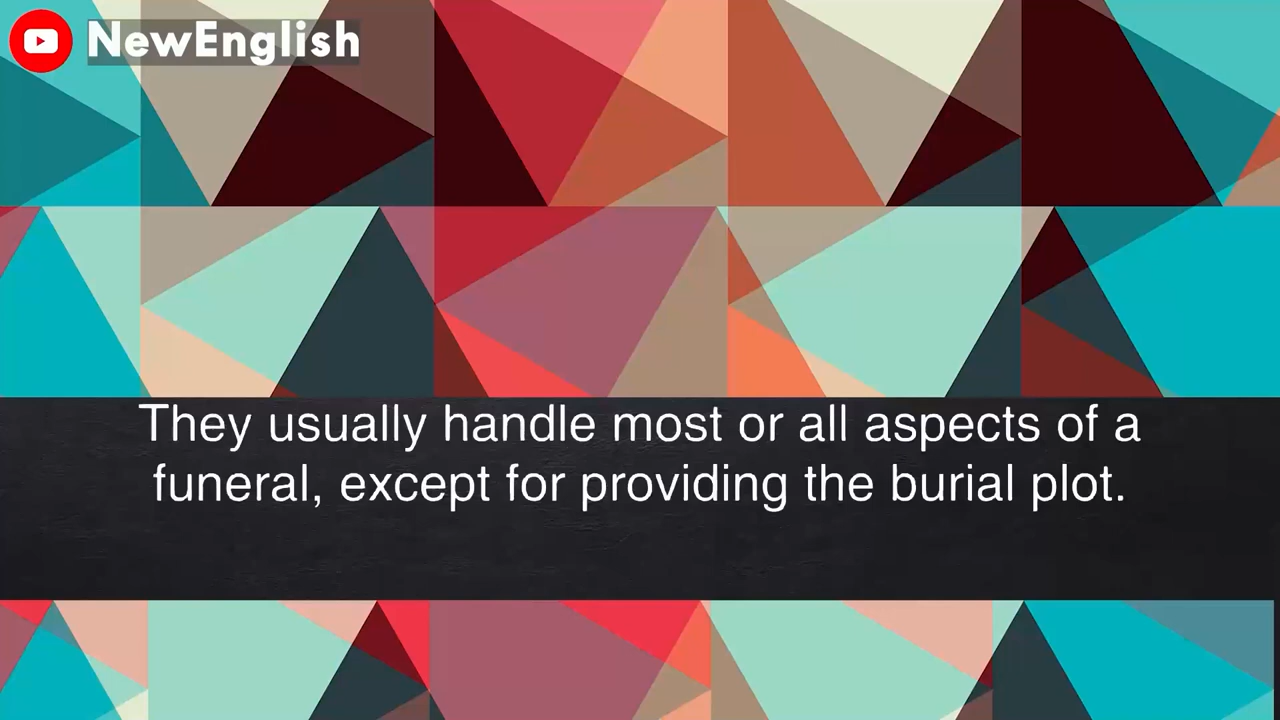 NewEnglish
They usually handle most or all aspects of a
funeral, except for providing the burial plot.